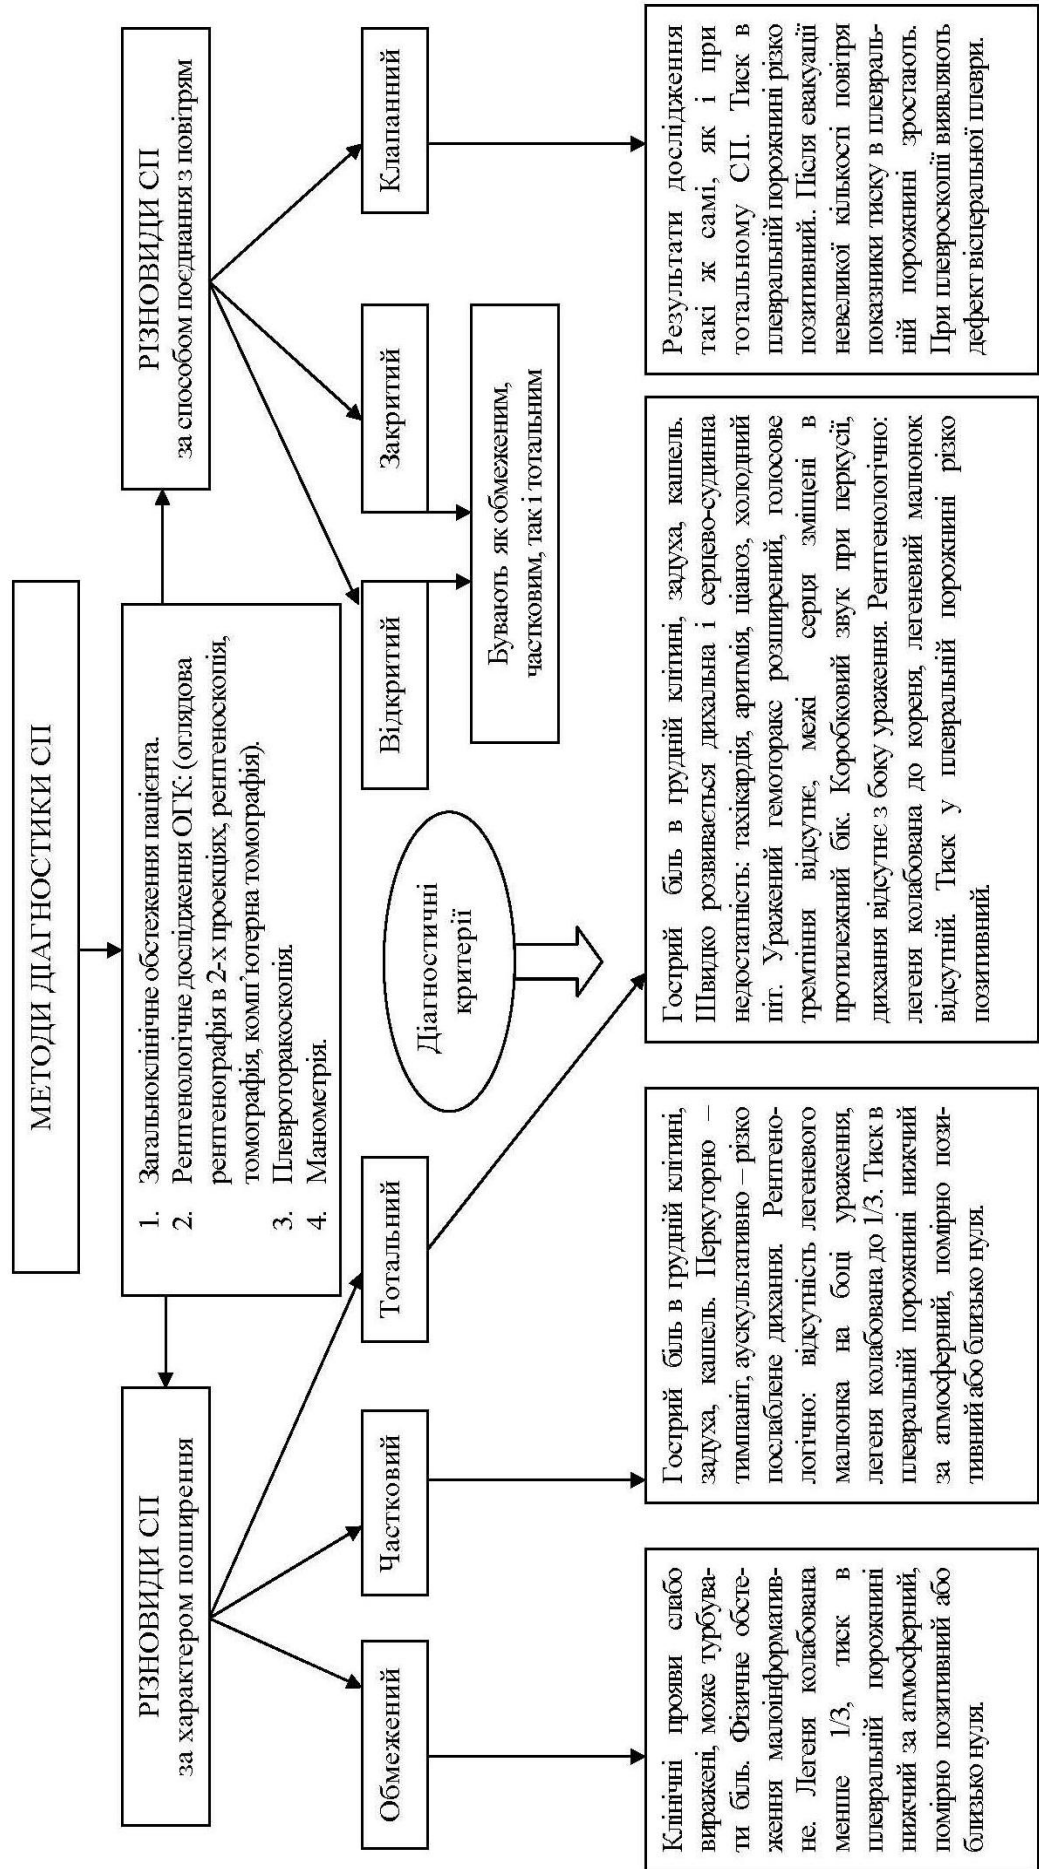 МЕТОДИ ДІАГНОСТИКИ СП
1. Загальноклінічне обстеження пацієнта.
2. Рентгенологічне дослідження ОГК: (оглядова
рентгенографія в 2-х проекціях, рентгеноскопія,
томографія, комп’ютерна томографія).
3. Плевроторакоскопія.
4. Манометрія.
РІЗНОВИДИ СП
за характером поширення
РІЗНОВИДИ СП
за способом поєднання з повітрям
Обмежений
Частковий
Тотальний
Відкритий
Закритий
Клапанний
Діагностичні
критерії
Бувають як обмеженим,
частковим, так і тотальним
Клінічні прояви слабо
виражені, може турбува-
ти біль. Фізичне обсте-
ження малоінформатив-
не. Легеня колабована
менше 1/3, тиск в
плевральній порожнині
нижчий за атмосферний,
помірно позитивний або
близько нуля.
Гострий біль в грудній клітині,
задуха, кашель. Перкуторно –
тимпаніт, аускультативно – різко
послаблене дихання. Рентгено-
логічно: відсутність легеневого
малюнка на боці ураження,
легеня колабована до 1/3. Тиск в
плевральній порожнині нижчий
за атмосферний, помірно пози-
тивний або близько нуля.
Гострий біль в грудній клітині, задуха, кашель.
Швидко розвивається дихальна і серцево-судинна
недостатність: тахікардія, аритмія, ціаноз, холодний
піт. Уражений гемоторакс розширений, голосове
тремтіння відсутнє, межі серця зміщені в
протилежний бік. Коробковий звук при перкусії,
дихання відсутнє з боку ураження. Рентгенологічно:
легеня колабована до кореня, легеневий малюнок
відсутній. Тиск у плевральній порожнині різко
позитивний.
Результати дослідження
такі ж самі, як і при
тотальному СП. Тиск в
плевральній порожнині різко
позитивний.. Після евакуації
невеликої кількості повітря
показники тиску в плевраль-
ній порожнині зростають.
При плевроскопії виявляють
дефект вісцеральної плеври.